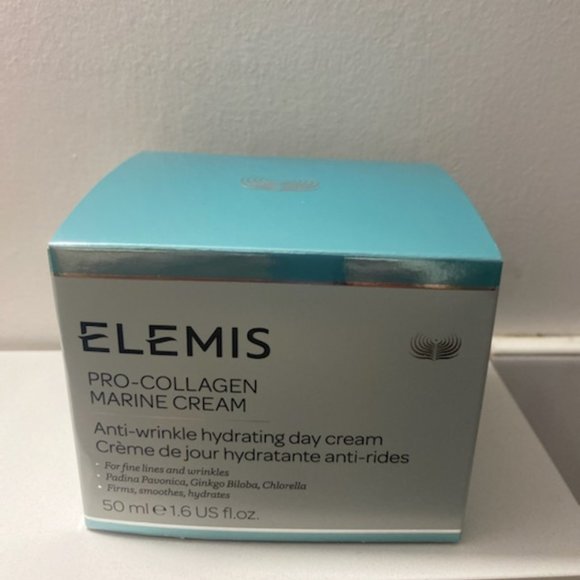 ELEMIS
PRO-COLLAGEN
MARINE CREAM
Anti-wrinkle hydrating day cream
Crème de jour hydratante anti-rides
• For fine lines and wrinkles
• Padina Pavonica, Ginkgo Biloba, Chlorella
• Firms, smoothes, hydrates
50 ml e 1.6 US fl.oz.